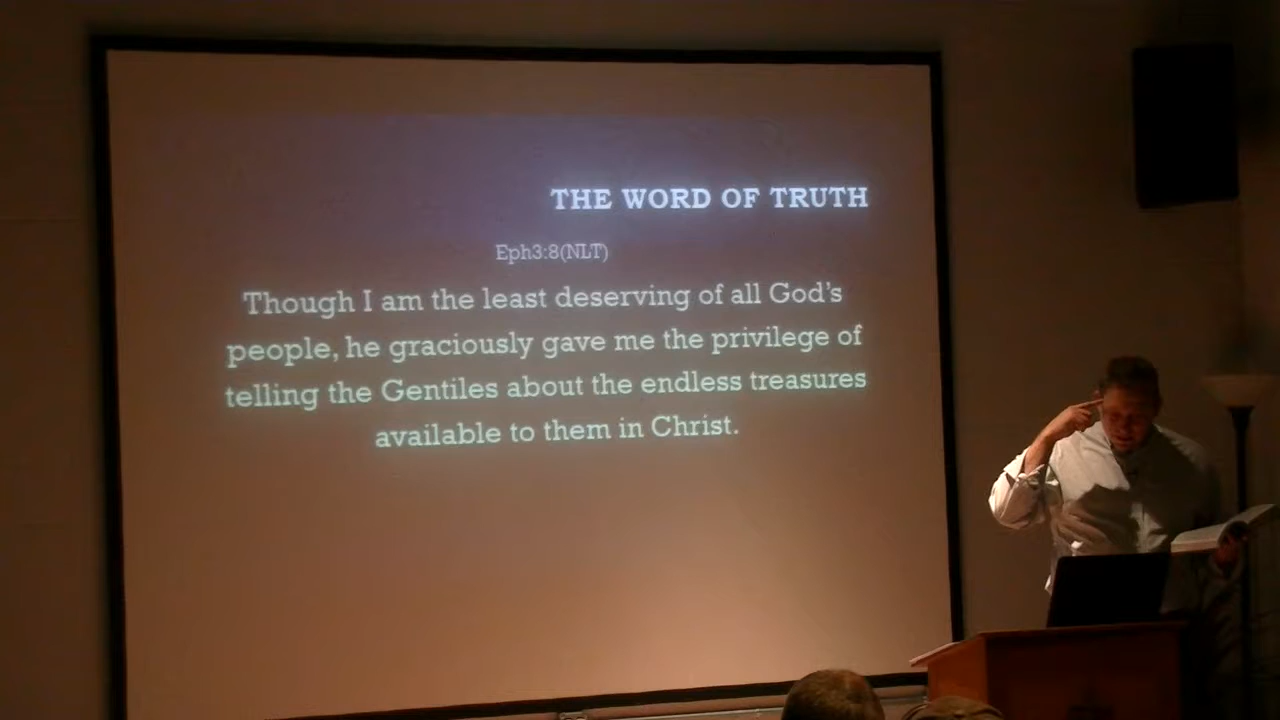 THE WORD OF TRUTH
Eph3:8(NLT)
Though I am the least deserving of all God's
people, he graciously gave me the privilege of
telling the Gentiles about the endless treasures
available to them in Christ.